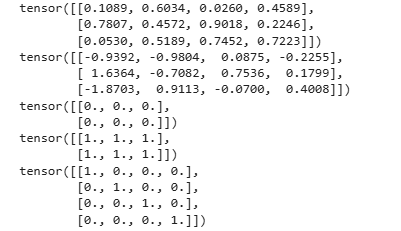 tensor([[0.1089, 0.6034, 0.0260, 0.4589],
        [0.7807, 0.4572, 0.9018, 0.2246],
        [0.0530, 0.5189, 0.7452, 0.7223]])
tensor([[-0.9392, -0.9804,  0.0875, -0.2255],
        [ 1.6364, -0.7082,  0.7536,  0.1799],
        [-1.8703,  0.9113, -0.0700,  0.4008]])
tensor([[0., 0., 0.],
        [0., 0., 0.]])
tensor([[1., 1., 1.],
        [1., 1., 1.]])
tensor([[1., 0., 0., 0.],
        [0., 1., 0., 0.],
        [0., 0., 1., 0.],
        [0., 0., 0., 1.]])